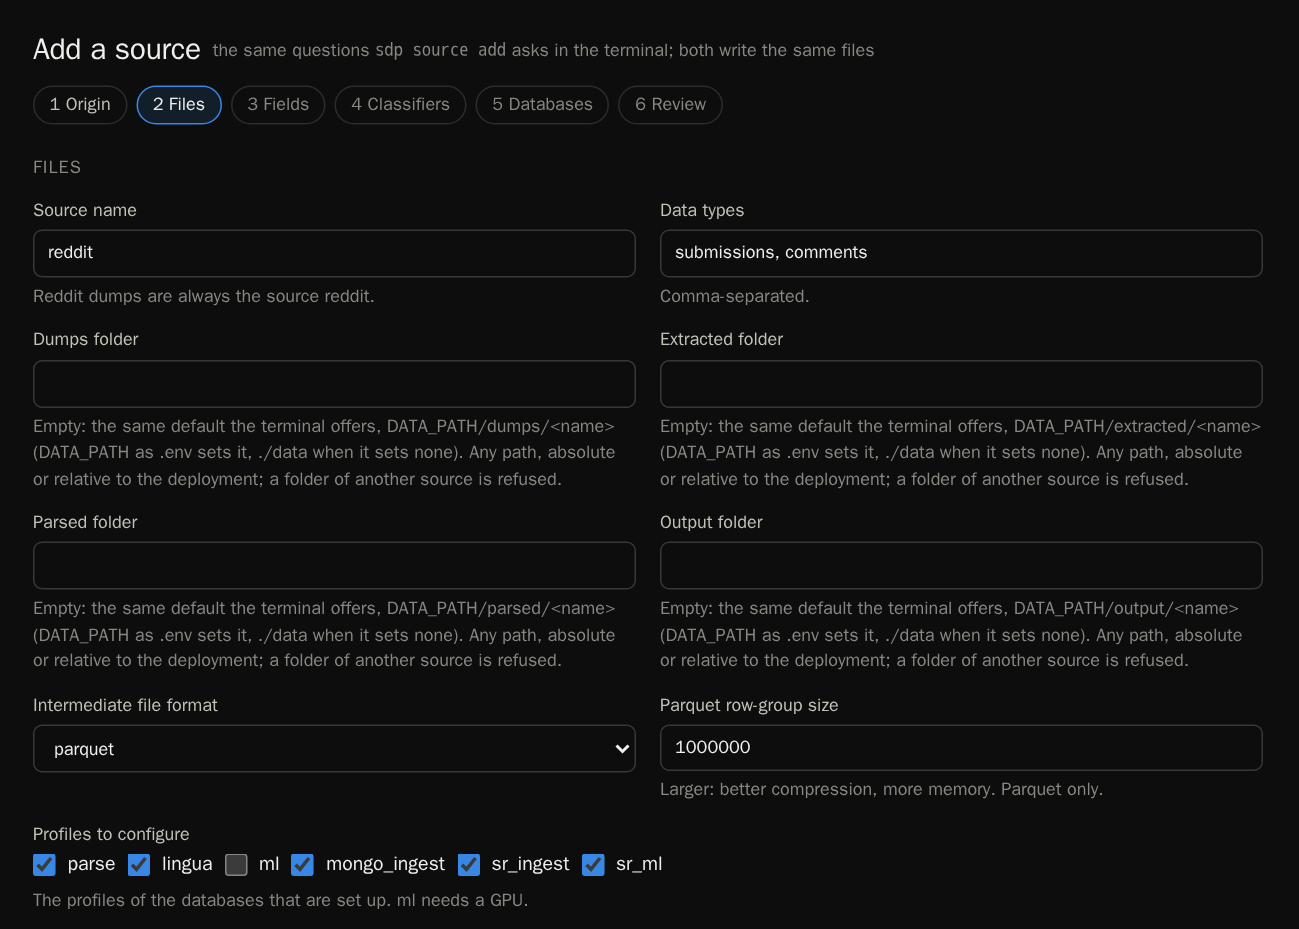 Add a source the same questions sdp source add asks in the terminal; both write the same files
1 Origin 2 Files 3 Fields 4 Classifiers 5 Databases 6 Review
FILES
Source name
reddit
Reddit dumps are always the source reddit.
Data types
submissions, comments
Comma-separated.
Dumps folder
Empty: the same default the terminal offers, DATA_PATH/dumps/<name>
(DATA_PATH as .env sets it, ./data when it sets none). Any path, absolute
or relative to the deployment; a folder of another source is refused.
Extracted folder
Empty: the same default the terminal offers, DATA_PATH/extracted/<name>
(DATA_PATH as .env sets it, ./data when it sets none). Any path, absolute
or relative to the deployment; a folder of another source is refused.
Parsed folder
Empty: the same default the terminal offers, DATA_PATH/parsed/<name>
(DATA_PATH as .env sets it, ./data when it sets none). Any path, absolute
or relative to the deployment; a folder of another source is refused.
Output folder
Empty: the same default the terminal offers, DATA_PATH/output/<name>
(DATA_PATH as .env sets it, ./data when it sets none). Any path, absolute
or relative to the deployment; a folder of another source is refused.
Intermediate file format
parquet
Parquet row-group size
1000000
Larger: better compression, more memory. Parquet only.
Profiles to configure
parse lingua ml mongo_ingest sr_ingest sr_ml
The profiles of the databases that are set up. ml needs a GPU.